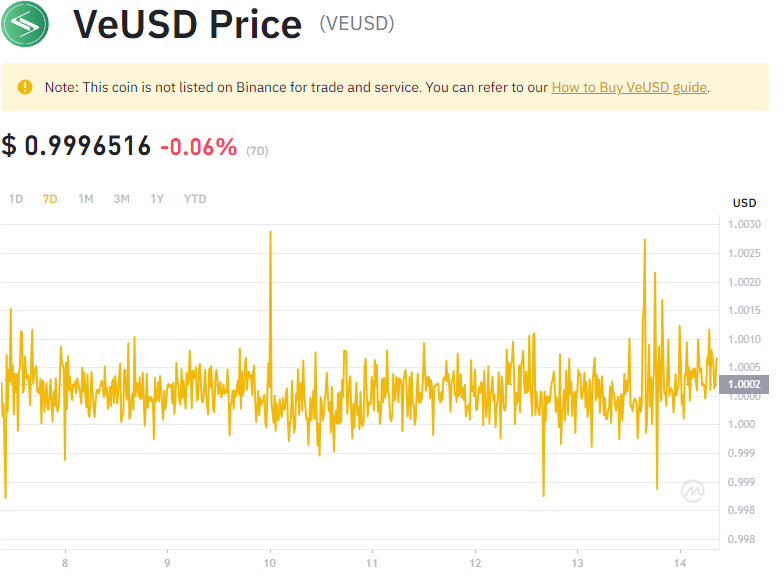 VeUSD Price (VEUSD)
Note: This coin is not listed on Binance for trade and service. You can refer to our How to Buy VeUSD guide.
$ 0.9996516 -0.06% (7D)
1D 7D 1M 3M 1Y YTD
USD
1.0030
1.0025
1.0020
1.0015
1.0010
1.0005
1.0002
1.0000
1.000
0.999
0.999
0.998
0.998
8 9 10 11 12 13 14